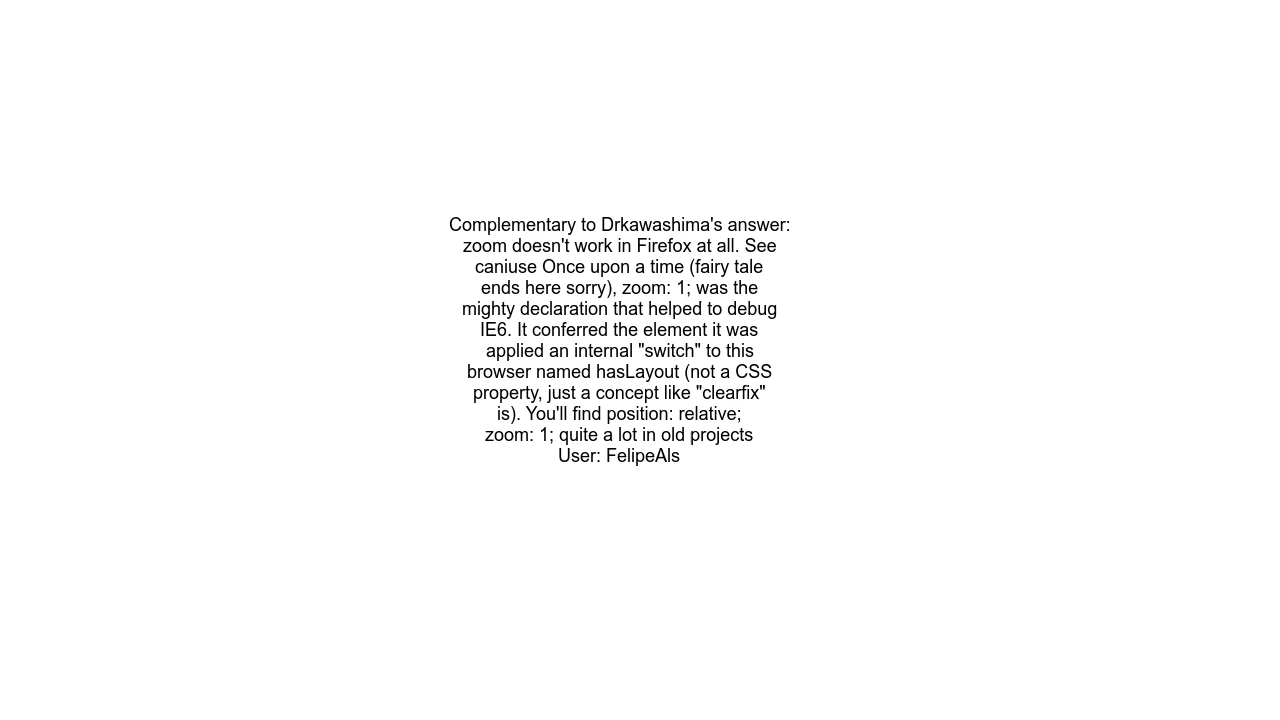 Complementary to Drkawashima's answer:
zoom doesn't work in Firefox at all. See
caniuse Once upon a time (fairy tale
ends here sorry), zoom: 1; was the
mighty declaration that helped to debug
IE6. It conferred the element it was
applied an internal "switch" to this
browser named hasLayout (not a CSS
property, just a concept like "clearfix"
is). You'll find position: relative;
zoom: 1; quite a lot in old projects
User: FelipeAls